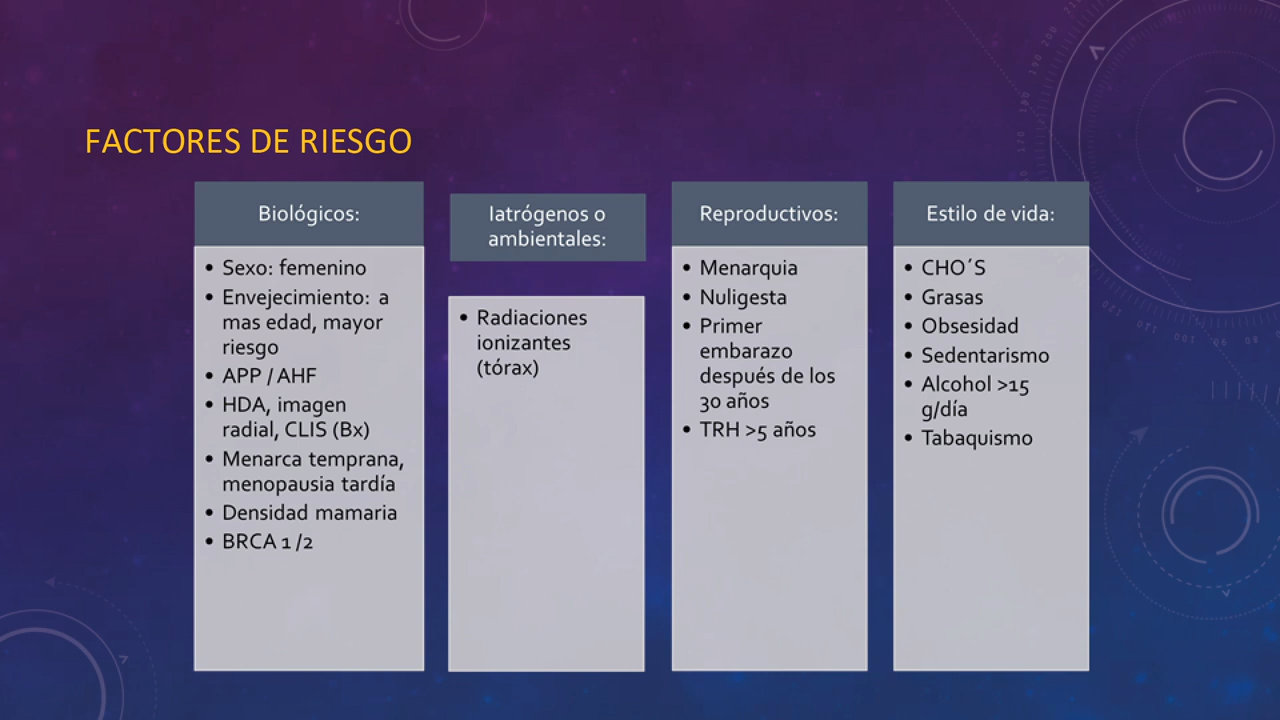 FACTORES DE RIESGO
Biológicos:
• Sexo: femenino
• Envejecimiento: a
mas edad, mayor
riesgo
• APP / AHF
• HDA, imagen
radial, CLIS (Bx)
• Menarca temprana,
menopausia tardía
• Densidad mamaria
• BRCA 1 /2
Iatrógenos o
ambientales:
• Radiaciones
ionizantes
(tórax)
Reproductivos:
• Menarquia
• Nuligesta
• Primer
embarazo
después de los
30 años
• TRH >5 años
Estilo de vida:
• CHO´S
• Grasas
• Obsesidad
• Sedentarismo
• Alcohol >15
g/día
• Tabaquismo